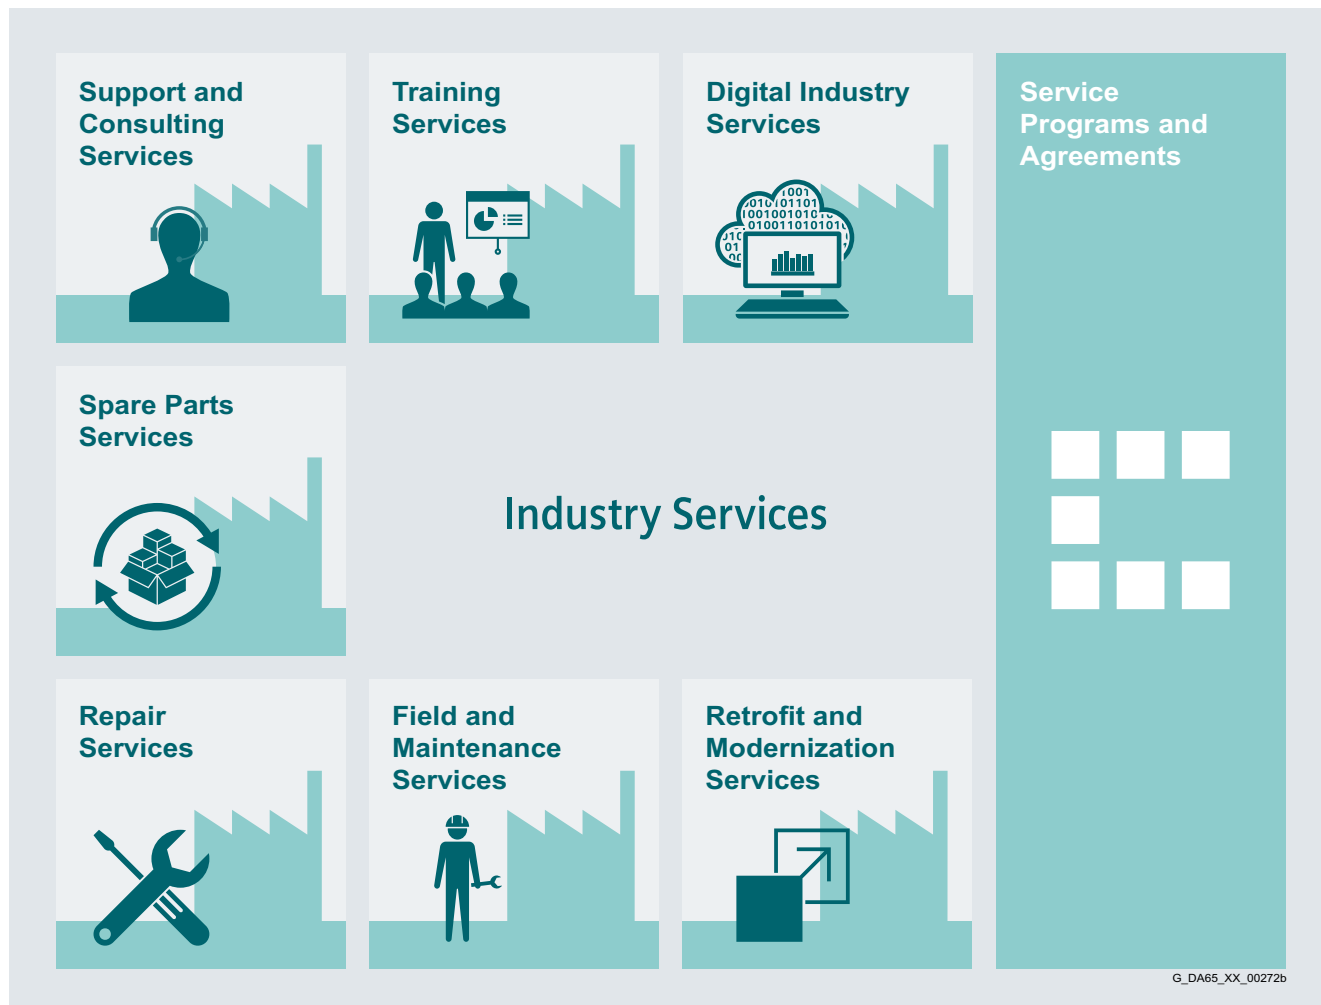 Support and
Consulting
Services
Training
Services
Digital Industry
Services
Service
Programs and
Agreements
Spare Parts
Services
Industry Services
Repair
Services
Field and
Maintenance
Services
Retrofit and
Modernization
Services
G_DA65_XX_00272b